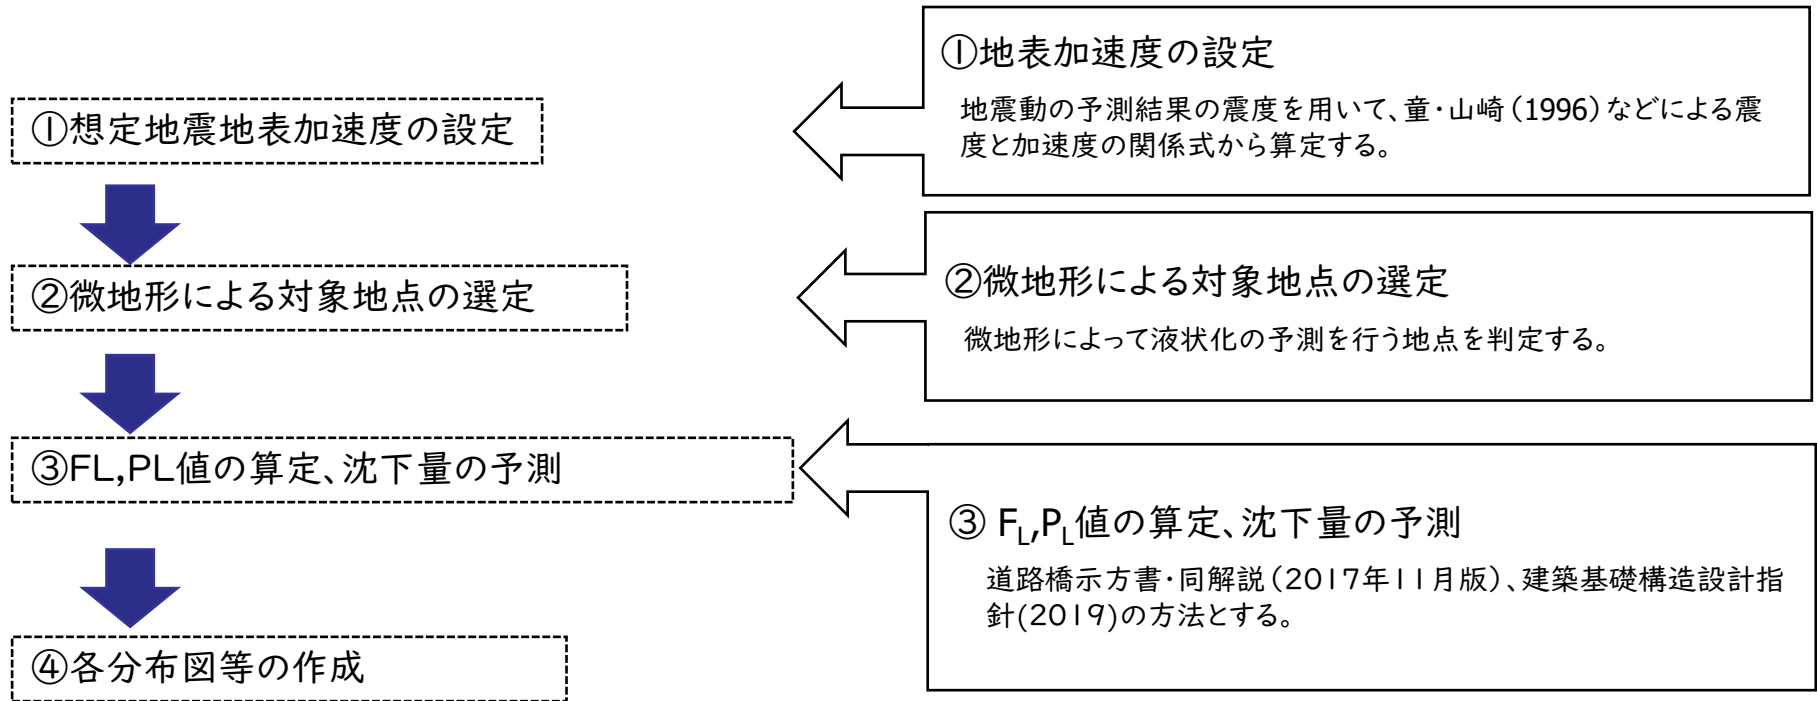 ①想定地震地表加速度の設定
②微地形による対象地点の選定
③FL,PL値の算定、沈下量の予測
④各分布図等の作成
①地表加速度の設定
地震動の予測結果の震度を用いて、童・山崎（1996）などによる震
度と加速度の関係式から算定する。
②微地形による対象地点の選定
微地形によって液状化の予測を行う地点を判定する。
③ FL,PL値の算定、沈下量の予測
道路橋示方書・同解説（2017年11月版）、建築基礎構造設計指
針(2019)の方法とする。